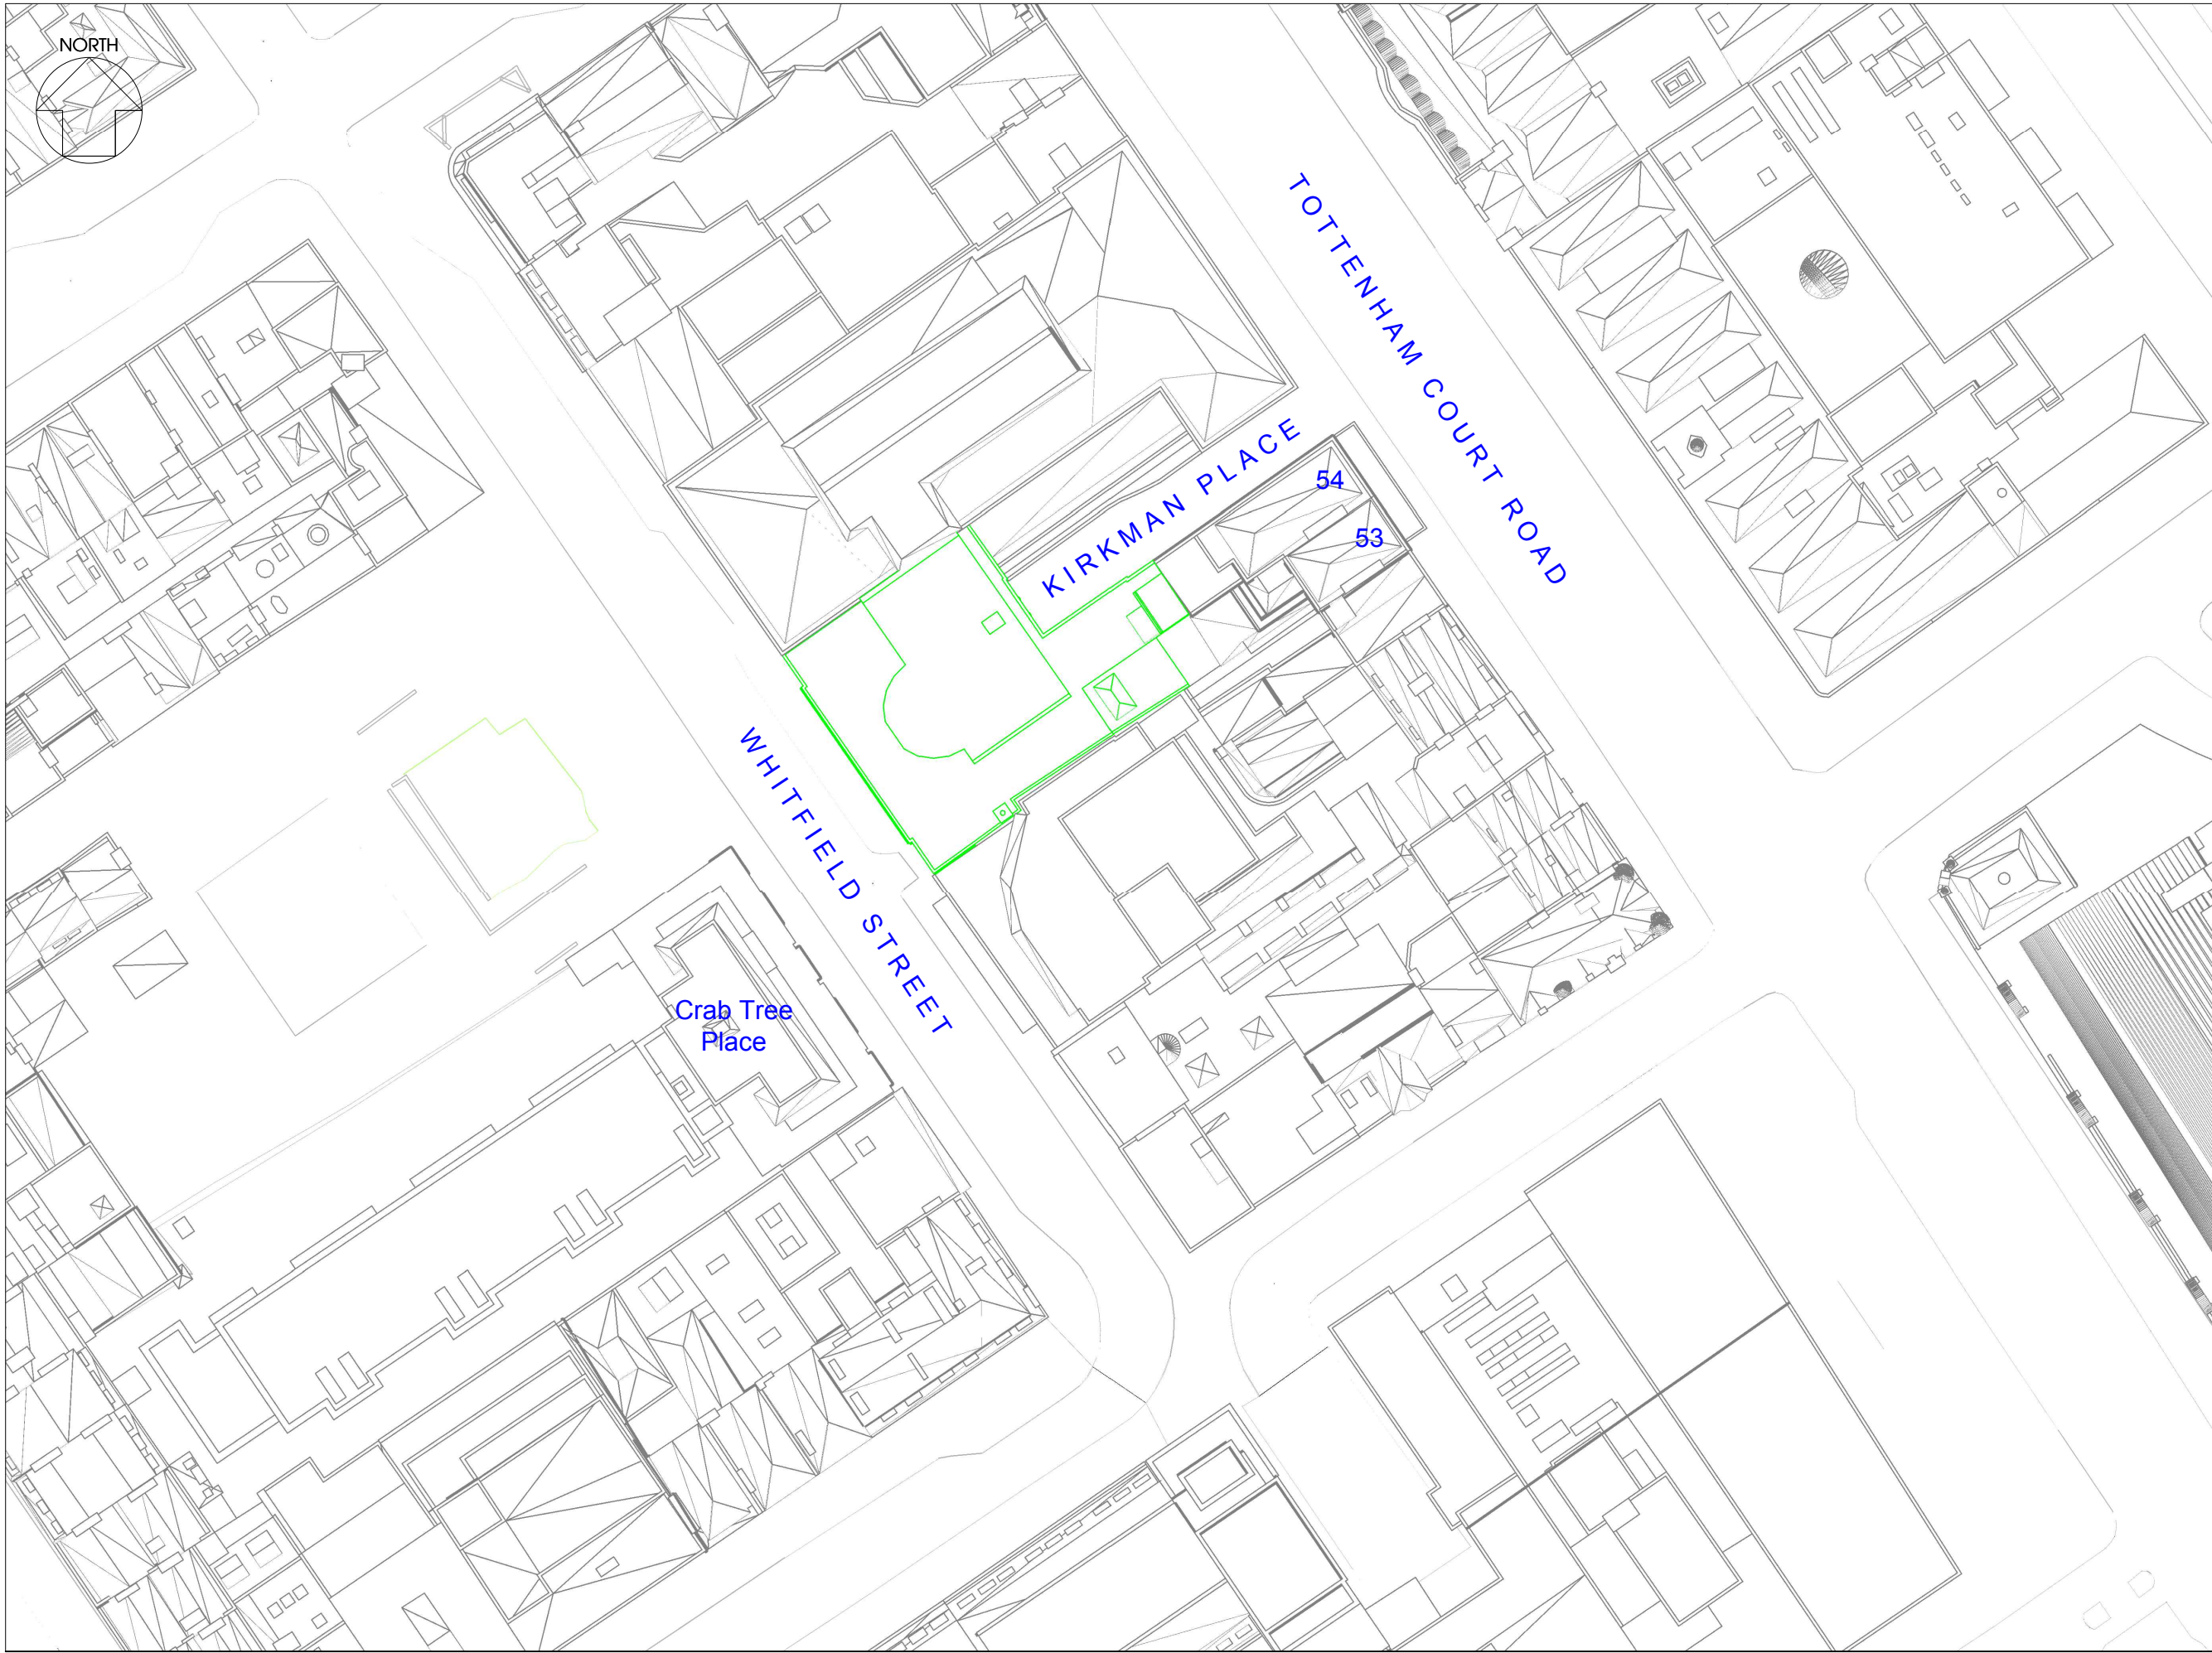 NORTH
TOTTENHAM COURT ROAD
KIRKMAN PLACE
54
53
WHITFIELD STREET
Crab Tree
Place